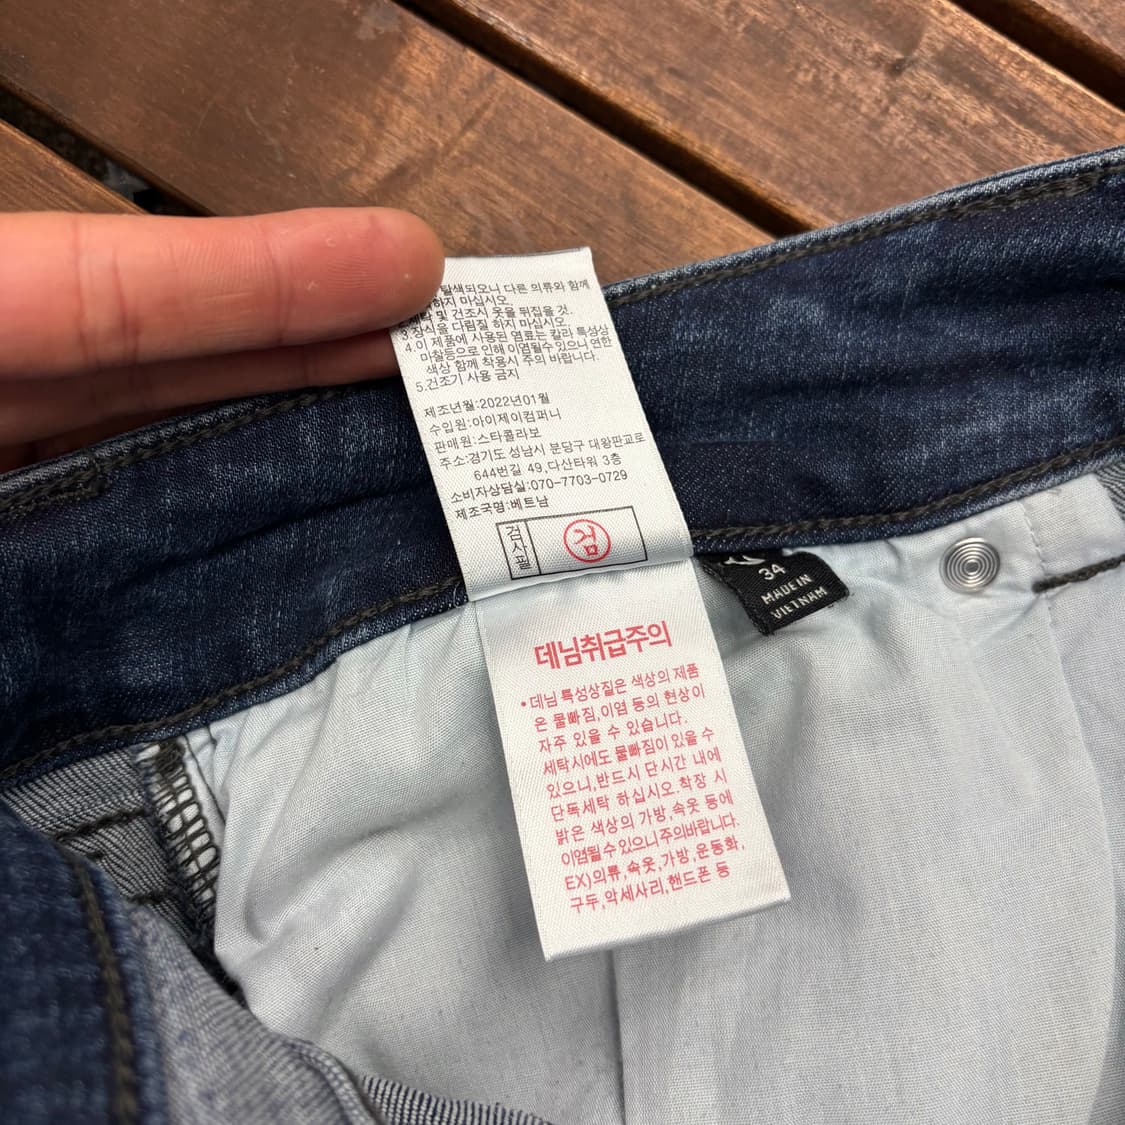 탈색되오니 다른 의류와 함께
하지 마십시오.
및 건조시 옷을 뒤집을 것.
3.장식을 다림질 하지 마십시오.
4.이 제품에 사용된 염료는 칼라 특성상
마찰등으로 인해 이염될수 있으니 연한
색상 함께 착용시 주의 바랍니다.
5.건조기 사용 금지
제조년월:2022년01월
수입원:아이제이컴퍼니
판매원:스타콜라보
주소:경기도 성남시 분당구 대왕판교로
644번길 49,다산타워 3층
소비자상담실:070-7703-0729
제조국명:베트남
검사필
검
34
MADE IN
VIETNAM
데님취급주의
• 데님 특성상질은 색상의 제품
은 물빠짐,이염 등의 현상이
자주 있을 수 있습니다.
세탁시에도 물빠짐이 있을 수
있으니,반드시 단시간 내에
단독세탁 하십시오.착장 시
밝은 색상의 가방,속옷 등에
이염될수 있으니 주의바랍니다.
EX)의류,속옷,가방,운동화,
구두,악세사리,핸드폰 등